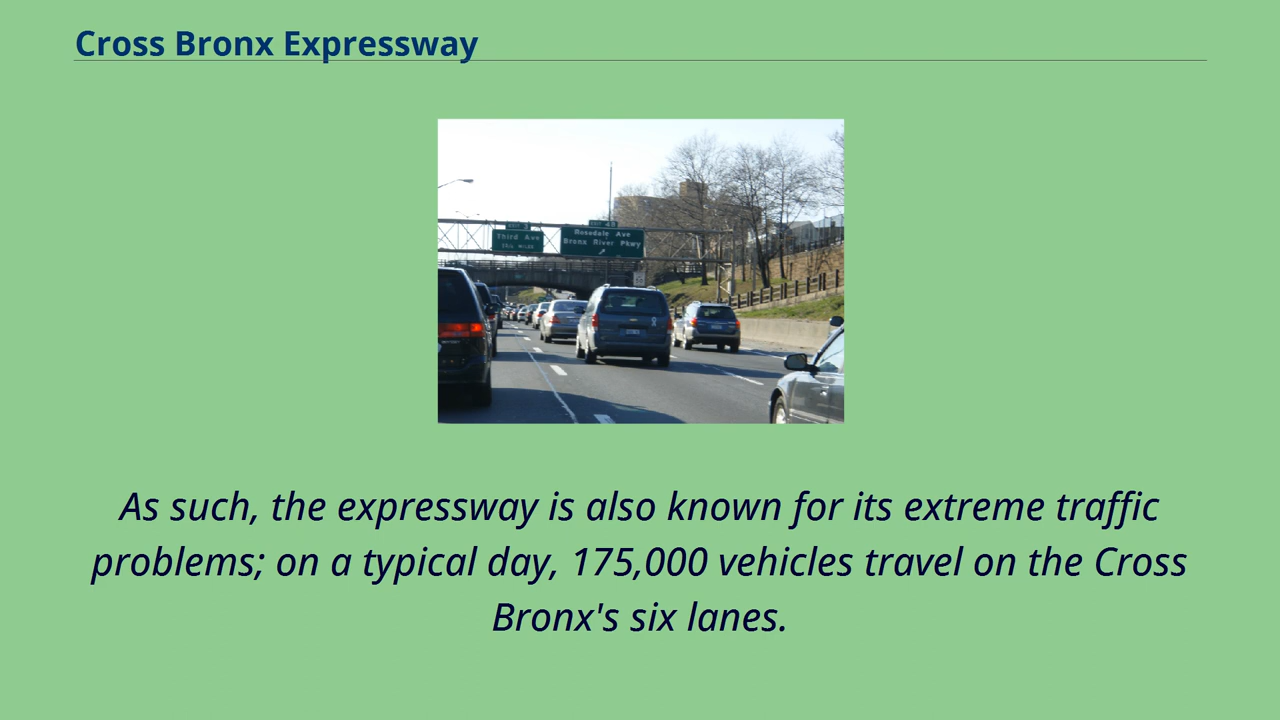 Cross Bronx Expressway
Third Ave
Rosedale Ave
Bronx River Pkwy
As such, the expressway is also known for its extreme traffic
problems; on a typical day, 175,000 vehicles travel on the Cross
Bronx's six lanes.